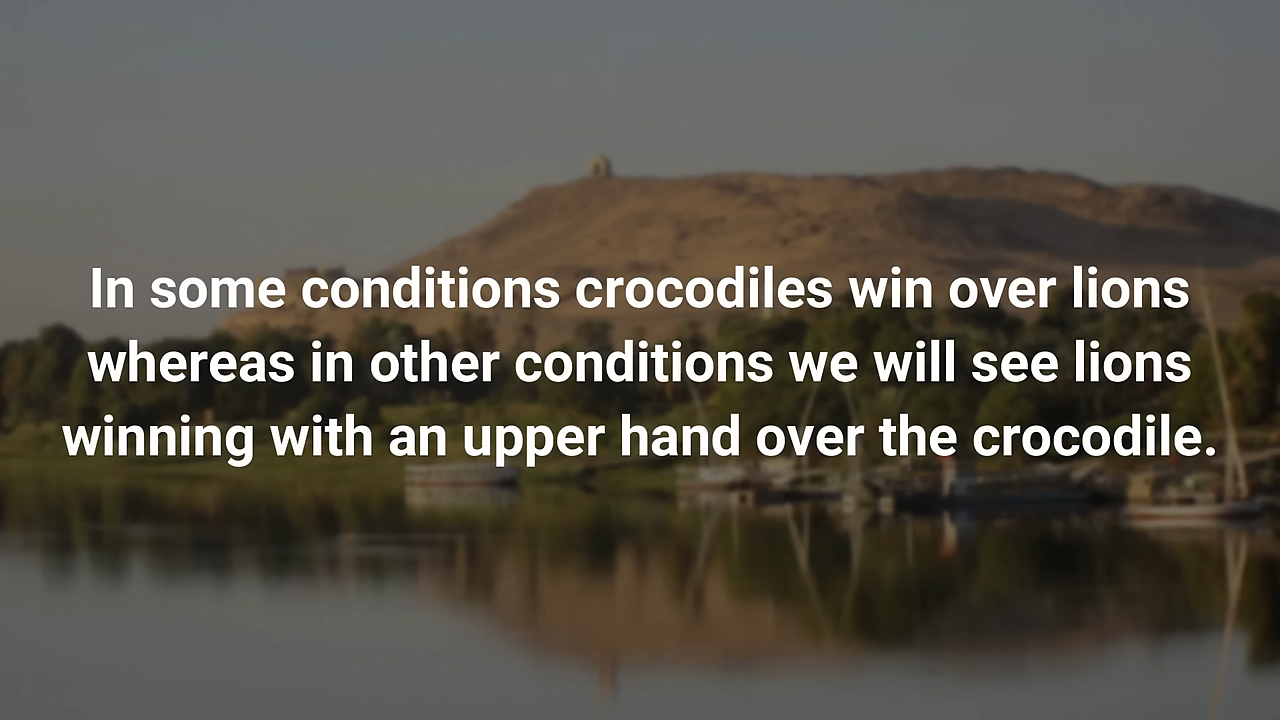 In some conditions crocodiles win over lions
whereas in other conditions we will see lions
winning with an upper hand over the crocodile.